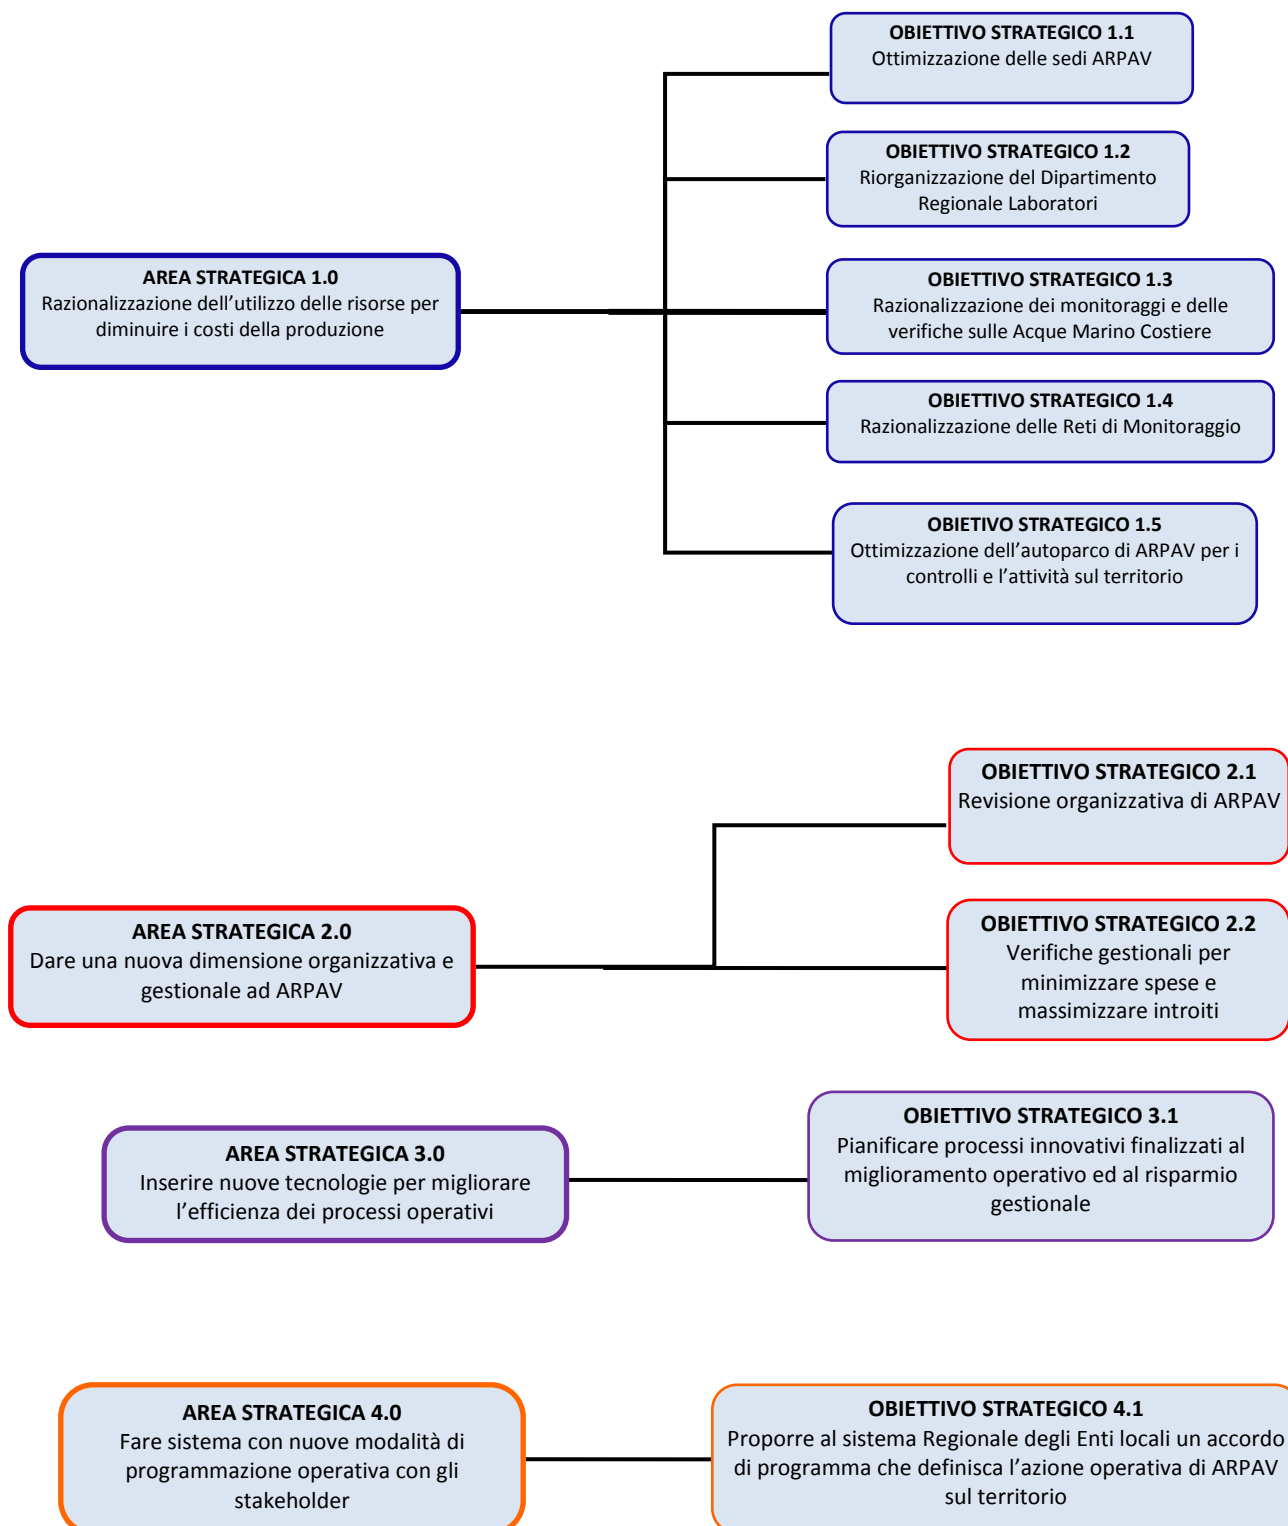 OBIETTIVO STRATEGICO 1.1
Ottimizzazione delle sedi ARPAV
OBIETTIVO STRATEGICO 1.2
Riorganizzazione del Dipartimento
Regionale Laboratori
AREA STRATEGICA 1.0
Razionalizzazione dell’utilizzo delle risorse per
diminuire i costi della produzione
OBIETTIVO STRATEGICO 1.3
Razionalizzazione dei monitoraggi e delle
verifiche sulle Acque Marino Costiere
OBIETTIVO STRATEGICO 1.4
Razionalizzazione delle Reti di Monitoraggio
OBIETIVO STRATEGICO 1.5
Ottimizzazione dell’autoparco di ARPAV per i
controlli e l’attività sul territorio
OBIETTIVO STRATEGICO 2.1
Revisione organizzativa di ARPAV
AREA STRATEGICA 2.0
Dare una nuova dimensione organizzativa e
gestionale ad ARPAV
OBIETTIVO STRATEGICO 2.2
Verifiche gestionali per
minimizzare spese e
massimizzare introiti
AREA STRATEGICA 3.0
Inserire nuove tecnologie per migliorare
l’efficienza dei processi operativi
OBIETTIVO STRATEGICO 3.1
Pianificare processi innovativi finalizzati al
miglioramento operativo ed al risparmio
gestionale
AREA STRATEGICA 4.0
Fare sistema con nuove modalità di
programmazione operativa con gli
stakeholder
OBIETTIVO STRATEGICO 4.1
Proporre al sistema Regionale degli Enti locali un accordo
di programma che definisca l’azione operativa di ARPAV
sul territorio